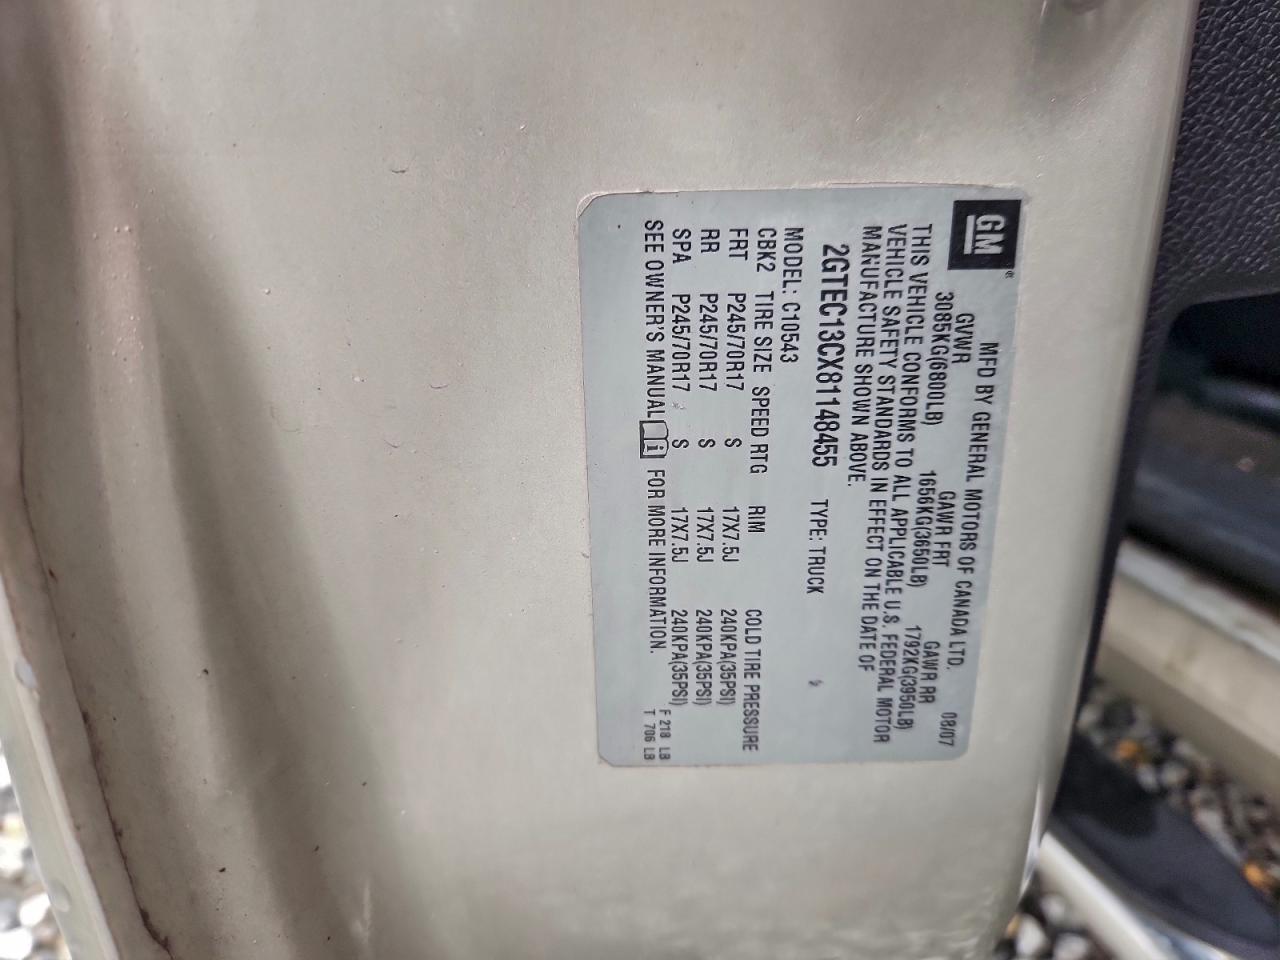 GM
MFD BY GENERAL MOTORS OF CANADA LTD.
08/07
GVWR GAWR FRT GAWR RR
3085KG(6800LB) 1656KG(3650LB) 1792KG(3950LB)
THIS VEHICLE CONFORMS TO ALL APPLICABLE U.S. FEDERAL MOTOR
VEHICLE SAFETY STANDARDS IN EFFECT ON THE DATE OF
MANUFACTURE SHOWN ABOVE.
2GTEC13CX81148455 TYPE: TRUCK
MODEL: C10543
CBK2 TIRE SIZE SPEED RTG RIM COLD TIRE PRESSURE
FRT P245/70R17 S 17X7.5J 240KPA(35PSI)
RR P245/70R17 S 17X7.5J 240KPA(35PSI)
SPA P245/70R17 S 17X7.5J 240KPA(35PSI)
SEE OWNER'S MANUAL i FOR MORE INFORMATION.
F 218 LB
T 706 LB